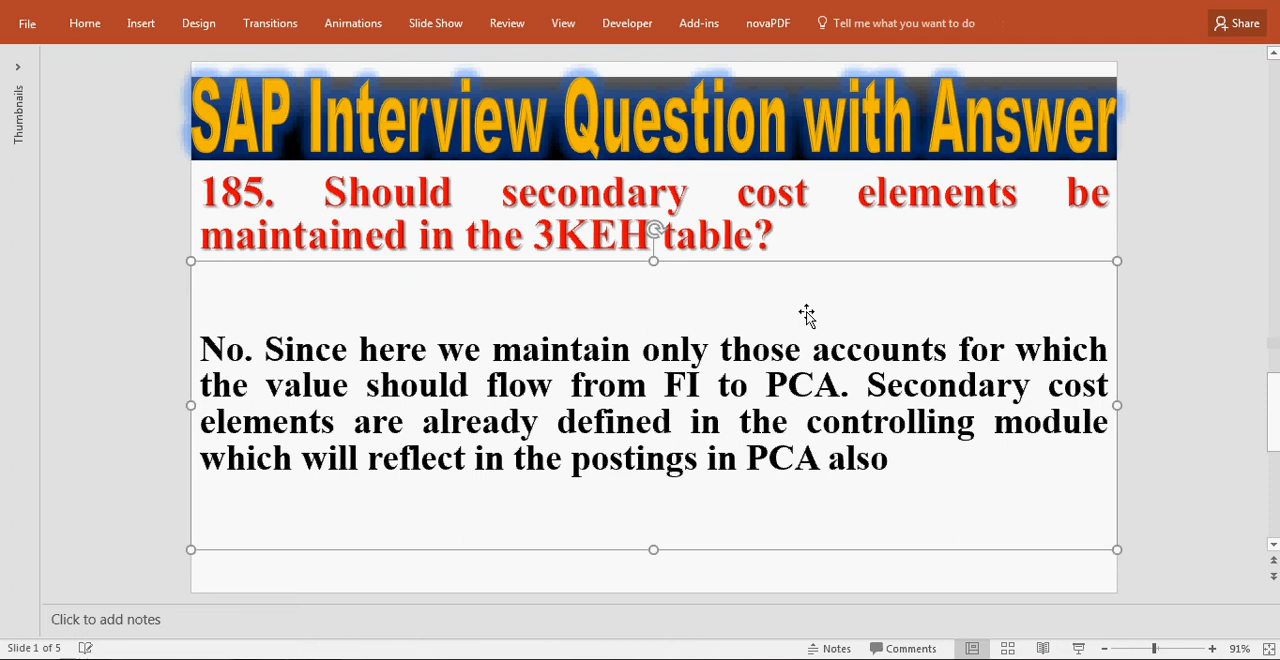 File Home Insert Design Transitions Animations Slide Show Review View Developer Add-ins novaPDF Tell me what you want to do Share
Thumbnails
SAP Interview Question with Answer
185. Should secondary cost elements be
maintained in the 3KEH table?
No. Since here we maintain only those accounts for which
the value should flow from FI to PCA. Secondary cost
elements are already defined in the controlling module
which will reflect in the postings in PCA also
Click to add notes
Slide 1 of 5 Notes Comments 91%